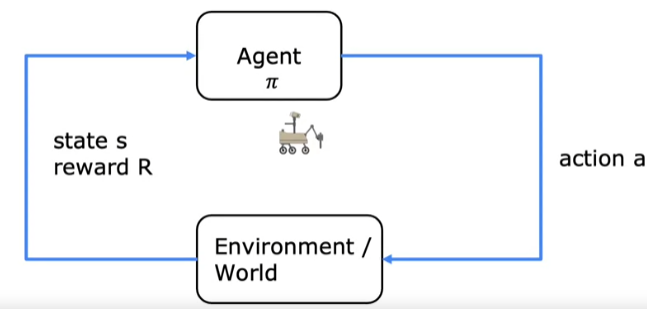 Agent
π
state s
reward R
action a
Environment /
World